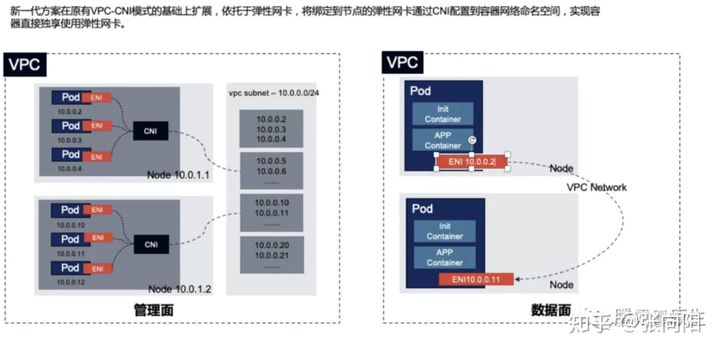 新一代方案在原有VPC-CNI模式的基础上扩展，依托于弹性网卡，将绑定到节点的弹性网卡通过CNI配置到容器网络命名空间，实现容
器直接独享使用弹性网卡。
VPC
Pod ENI
10.0.0.2
Pod ENI
10.0.0.3
Pod ENI
10.0.0.4
CNI
Node 10.0.1.1
Pod ENI
10.0.0.10
Pod ENI
10.0.0.11
Pod ENI
10.0.0.12
CNI
Node 10.0.1.2
vpc subnet – 10.0.0.0/24
10.0.0.2
10.0.0.3
10.0.0.4
10.0.0.5
10.0.0.6
......
10.0.0.10
10.0.0.11
......
10.0.0.20
10.0.0.21
......
管理面
VPC
Pod
Init
Container
APP
Container
ENI 10.0.0.2
Node
VPC Network
Pod
Init
Container
APP
Container
ENI10.0.0.11
Node
数据面
知乎 @张尚阳